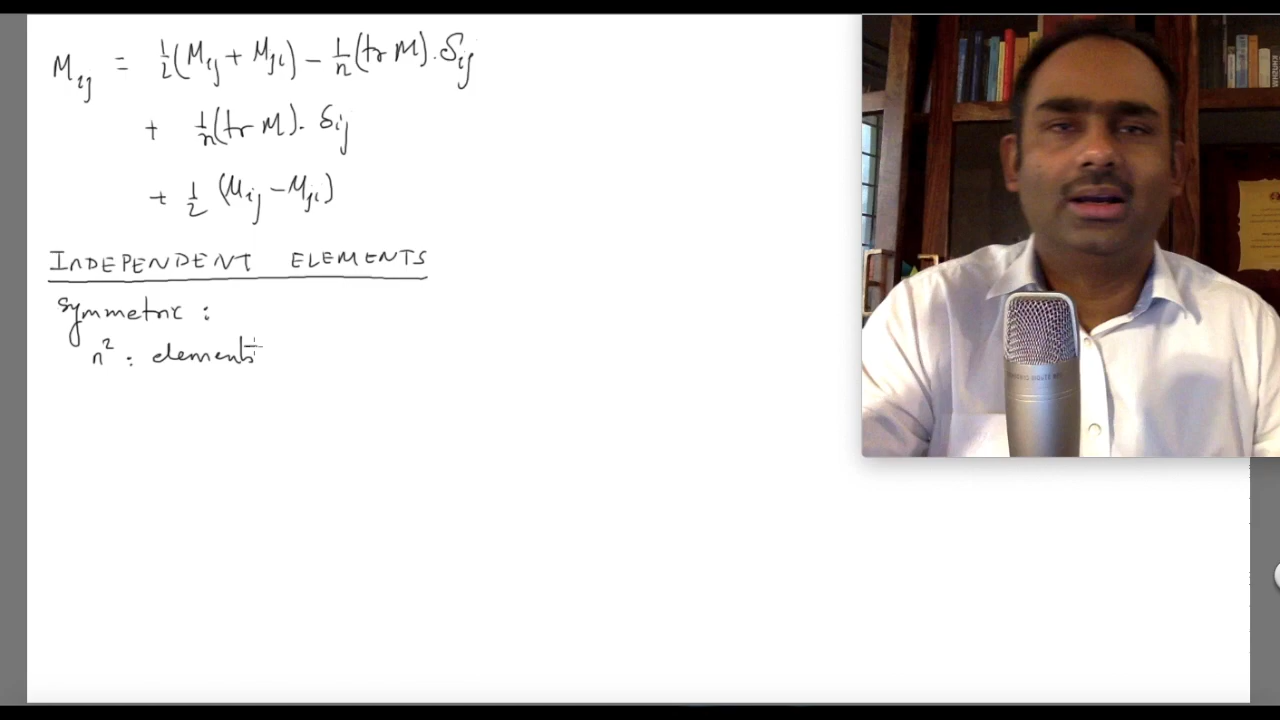 M_ij = 1/2 (M_ij + M_ji) - 1/n (tr M). δ_ij
+ 1/n (tr M). δ_ij
+ 1/2 (M_ij - M_ji)
INDEPENDENT ELEMENTS
Symmetric :
n² : elements